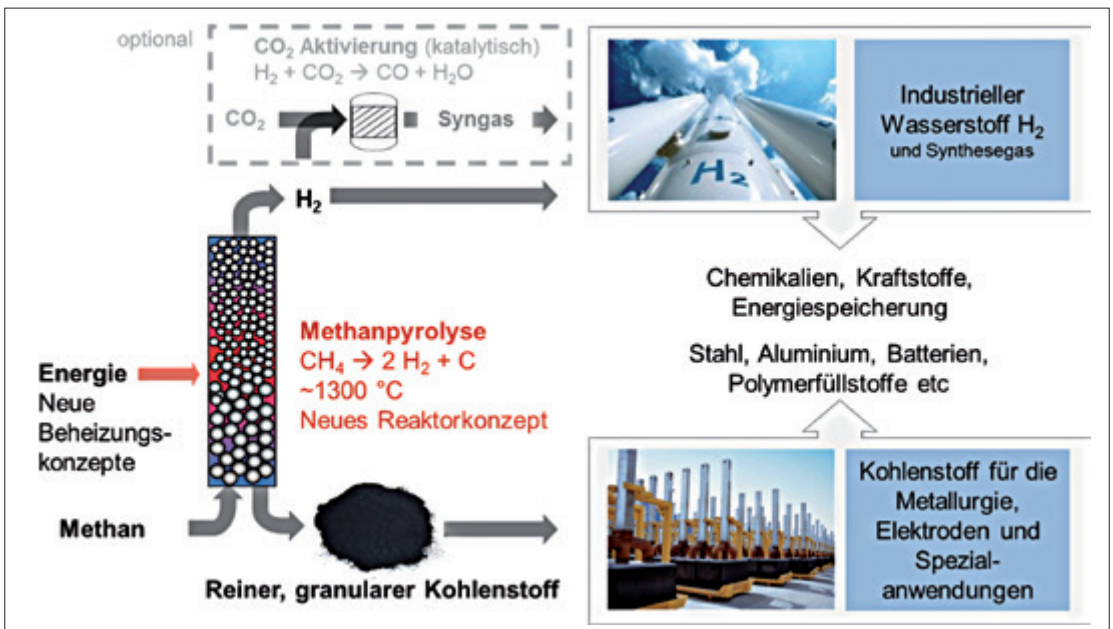 optional
CO₂ Aktivierung (katalytisch)
H₂ + CO₂ → CO + H₂O
CO₂
Syngas
H₂
Methanpyrolyse
CH₄ → 2 H₂ + C
~1300 °C
Neues Reaktorkonzept
Energie
Neue
Beheizungs-
konzepte
Methan
Reiner, granularer Kohlenstoff
H₂
Industrieller
Wasserstoff H₂
und Synthesegas
Chemikalien, Kraftstoffe,
Energiespeicherung
Stahl, Aluminium, Batterien,
Polymerfüllstoffe etc
Kohlenstoff für die
Metallurgie,
Elektroden und
Spezial-
anwendungen